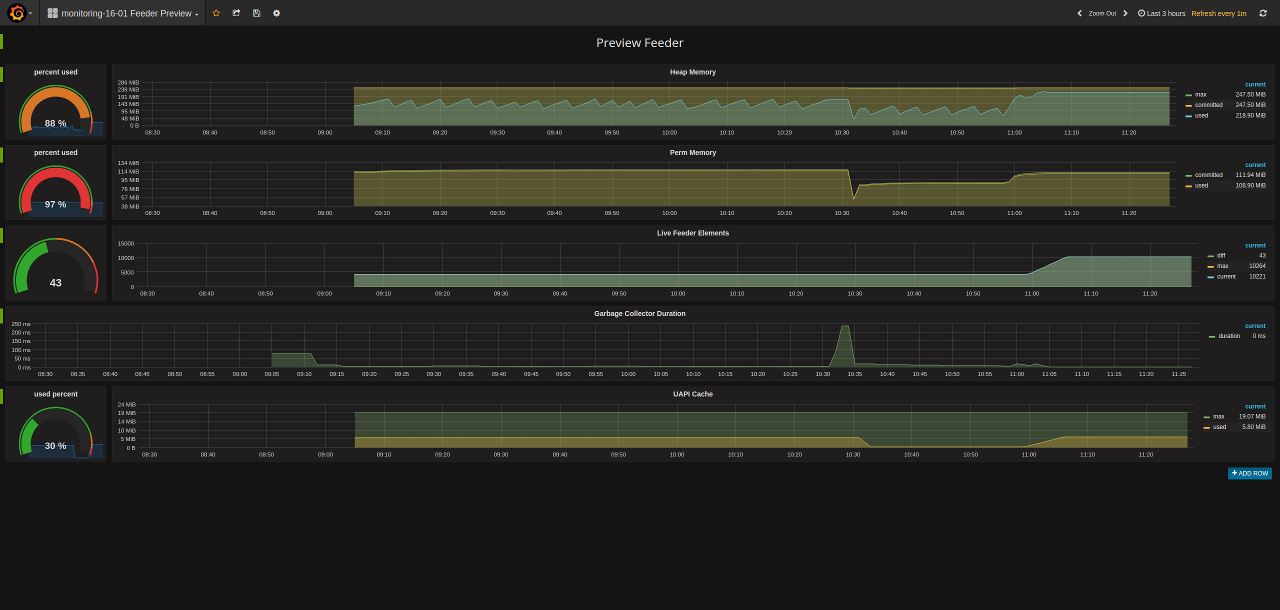 monitoring-16-01 Feeder Preview
Zoom Out Last 3 hours Refresh every 1m
Preview Feeder
percent used
88 %
Heap Memory
286 MiB
238 MiB
191 MiB
143 MiB
95 MiB
48 MiB
0 B
08:30 08:40 08:50 09:00 09:10 09:20 09:30 09:40 09:50 10:00 10:10 10:20 10:30 10:40 10:50 11:00 11:10 11:20
current
max 247.50 MiB
committed 247.50 MiB
used 218.90 MiB
percent used
97 %
Perm Memory
134 MiB
114 MiB
95 MiB
76 MiB
57 MiB
38 MiB
08:30 08:40 08:50 09:00 09:10 09:20 09:30 09:40 09:50 10:00 10:10 10:20 10:30 10:40 10:50 11:00 11:10 11:20
current
committed 111.94 MiB
used 108.90 MiB
43
Live Feeder Elements
15000
10000
5000
0
08:30 08:40 08:50 09:00 09:10 09:20 09:30 09:40 09:50 10:00 10:10 10:20 10:30 10:40 10:50 11:00 11:10 11:20
current
diff 43
max 10264
current 10221
Garbage Collector Duration
250 ms
200 ms
150 ms
100 ms
50 ms
0 ms
08:30 08:35 08:40 08:45 08:50 08:55 09:00 09:05 09:10 09:15 09:20 09:25 09:30 09:35 09:40 09:45 09:50 09:55 10:00 10:05 10:10 10:15 10:20 10:25 10:30 10:35 10:40 10:45 10:50 10:55 11:00 11:05 11:10 11:15 11:20 11:25
current
duration 0 ms
used percent
30 %
UAPI Cache
24 MiB
19 MiB
14 MiB
10 MiB
5 MiB
0 B
08:30 08:40 08:50 09:00 09:10 09:20 09:30 09:40 09:50 10:00 10:10 10:20 10:30 10:40 10:50 11:00 11:10 11:20
current
max 19.07 MiB
used 5.80 MiB
+ ADD ROW